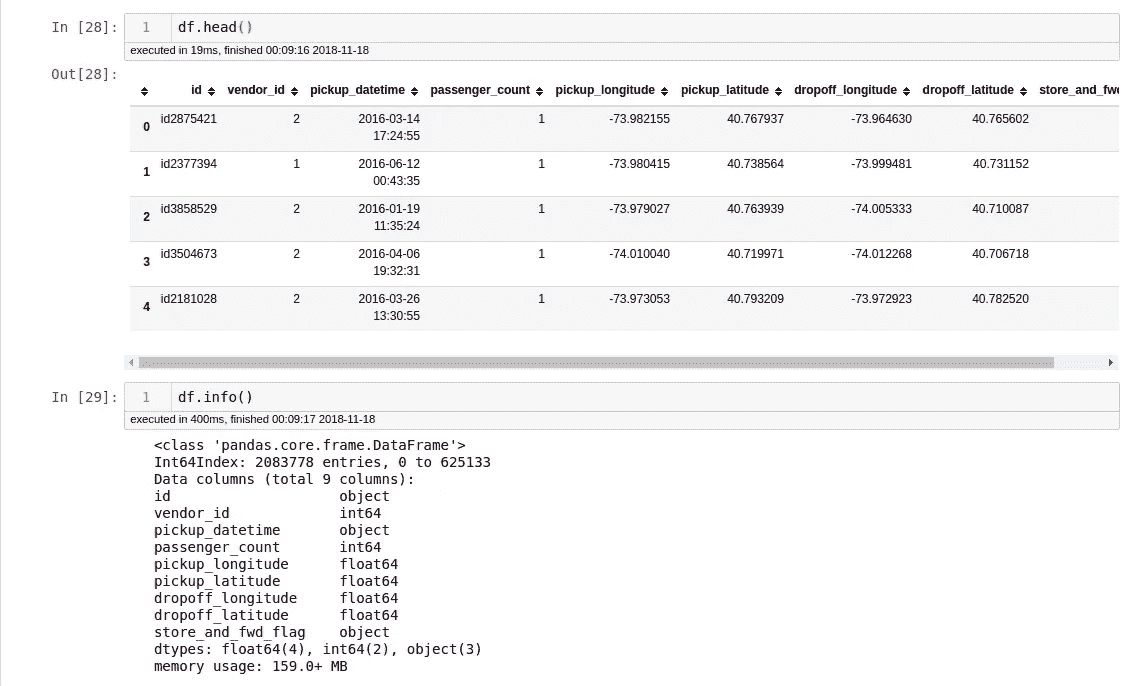 In [28]: 1 df.head()
executed in 19ms, finished 00:09:16 2018-11-18
Out[28]:
id vendor_id pickup_datetime passenger_count pickup_longitude pickup_latitude dropoff_longitude dropoff_latitude store_and_fwd
0 id2875421 2 2016-03-14 1 -73.982155 40.767937 -73.964630 40.765602
17:24:55
1 id2377394 1 2016-06-12 1 -73.980415 40.738564 -73.999481 40.731152
00:43:35
2 id3858529 2 2016-01-19 1 -73.979027 40.763939 -74.005333 40.710087
11:35:24
3 id3504673 2 2016-04-06 1 -74.010040 40.719971 -74.012268 40.706718
19:32:31
4 id2181028 2 2016-03-26 1 -73.973053 40.793209 -73.972923 40.782520
13:30:55
In [29]: 1 df.info()
executed in 400ms, finished 00:09:17 2018-11-18
<class 'pandas.core.frame.DataFrame'>
Int64Index: 2083778 entries, 0 to 625133
Data columns (total 9 columns):
id object
vendor_id int64
pickup_datetime object
passenger_count int64
pickup_longitude float64
pickup_latitude float64
dropoff_longitude float64
dropoff_latitude float64
store_and_fwd_flag object
dtypes: float64(4), int64(2), object(3)
memory usage: 159.0+ MB